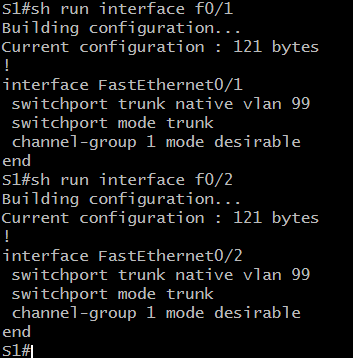 S1#sh run interface f0/1
Building configuration...
Current configuration : 121 bytes
!
interface FastEthernet0/1
 switchport trunk native vlan 99
 switchport mode trunk
 channel-group 1 mode desirable
end
S1#sh run interface f0/2
Building configuration...
Current configuration : 121 bytes
!
interface FastEthernet0/2
 switchport trunk native vlan 99
 switchport mode trunk
 channel-group 1 mode desirable
end
S1#